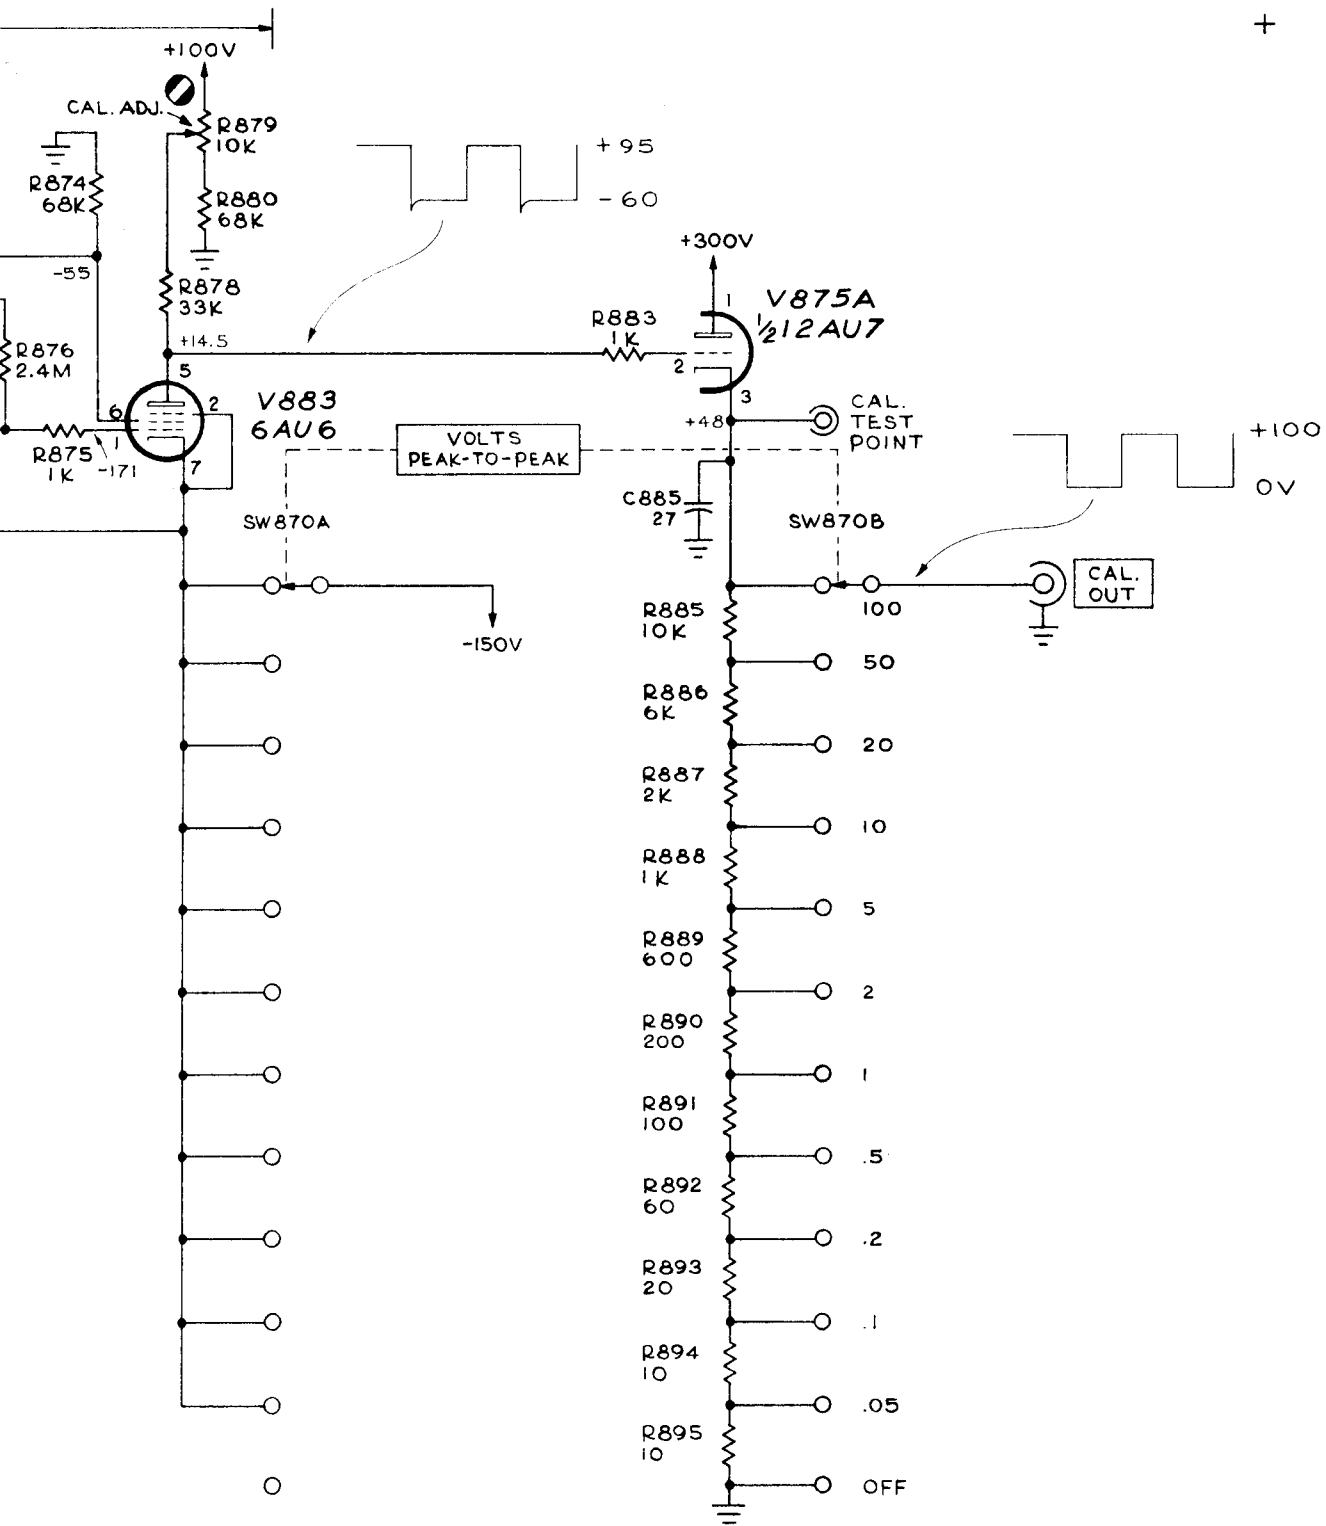 +
+100V
CAL. ADJ.
R879
10K
R874
68K
R880
68K
+95
-60
-55
R878
33K
+300V
1
V875A
½12AU7
R883
1K
2
3
+14.5
5
R876
2.4M
6
2
V883
6AU6
1
R875
1K
-171
7
VOLTS
PEAK-TO-PEAK
+48
CAL.
TEST
POINT
+100
0V
C885
27
SW870A
SW870B
-150V
100
CAL.
OUT
R885
10K
50
R886
6K
20
R887
2K
10
R888
1K
5
R889
600
2
R890
200
1
R891
100
.5
R892
60
.2
R893
20
.1
R894
10
.05
R895
10
OFF